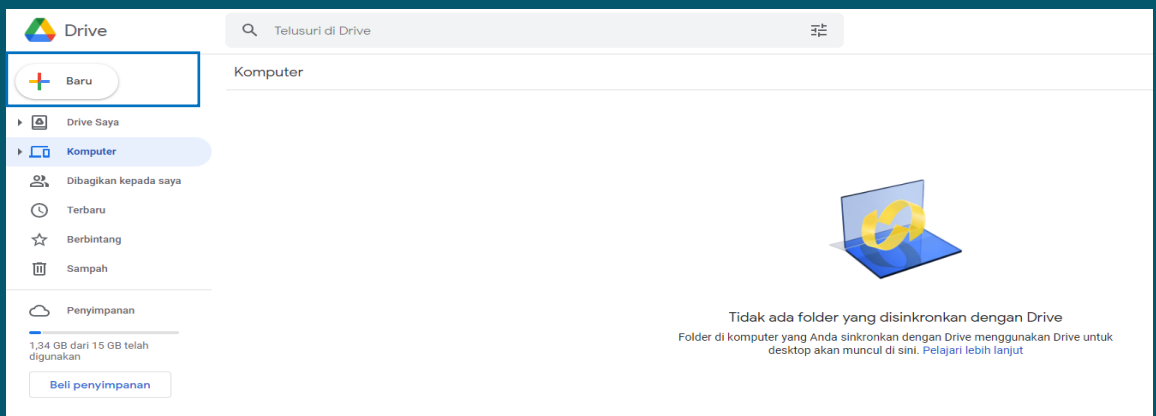 Drive
Telusuri di Drive
Baru
Komputer
Drive Saya
Komputer
Dibagikan kepada saya
Terbaru
Berbintang
Sampah
Penyimpanan
1,34 GB dari 15 GB telah
digunakan
Beli penyimpanan
Tidak ada folder yang disinkronkan dengan Drive
Folder di komputer yang Anda sinkronkan dengan Drive menggunakan Drive untuk
desktop akan muncul di sini. Pelajari lebih lanjut